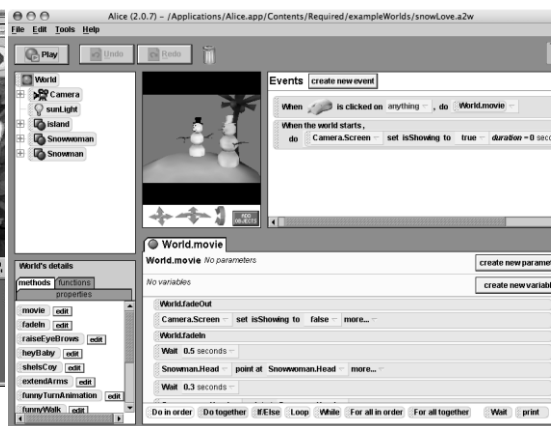 Alice (2.0.7) - /Applications/Alice.app/Contents/Required/exampleWorlds/snowLove.a2w
File Edit Tools Help
Play Undo Redo
World
Camera
sunLight
island
Snowwoman
Snowman
ADD OBJECTS
Events create new event
When is clicked on anything , do World.movie
When the world starts,
do Camera.Screen set isShowing to true duration = 0 seco
World's details
methods functions
properties
movie edit
fadeIn edit
raiseEyeBrows edit
heyBaby edit
sheIsCoy edit
extendArms edit
funnyTurnAnimation edit
funnyWalk edit
World.movie
World.movie No parameters create new paramet
No variables create new variabl
World.fadeOut
Camera.Screen set isShowing to false more...
World.fadeIn
Wait 0.5 seconds
Snowman.Head point at Snowwoman.Head more...
Wait 0.3 seconds
Do in order Do together If/Else Loop While For all in order For all together Wait print